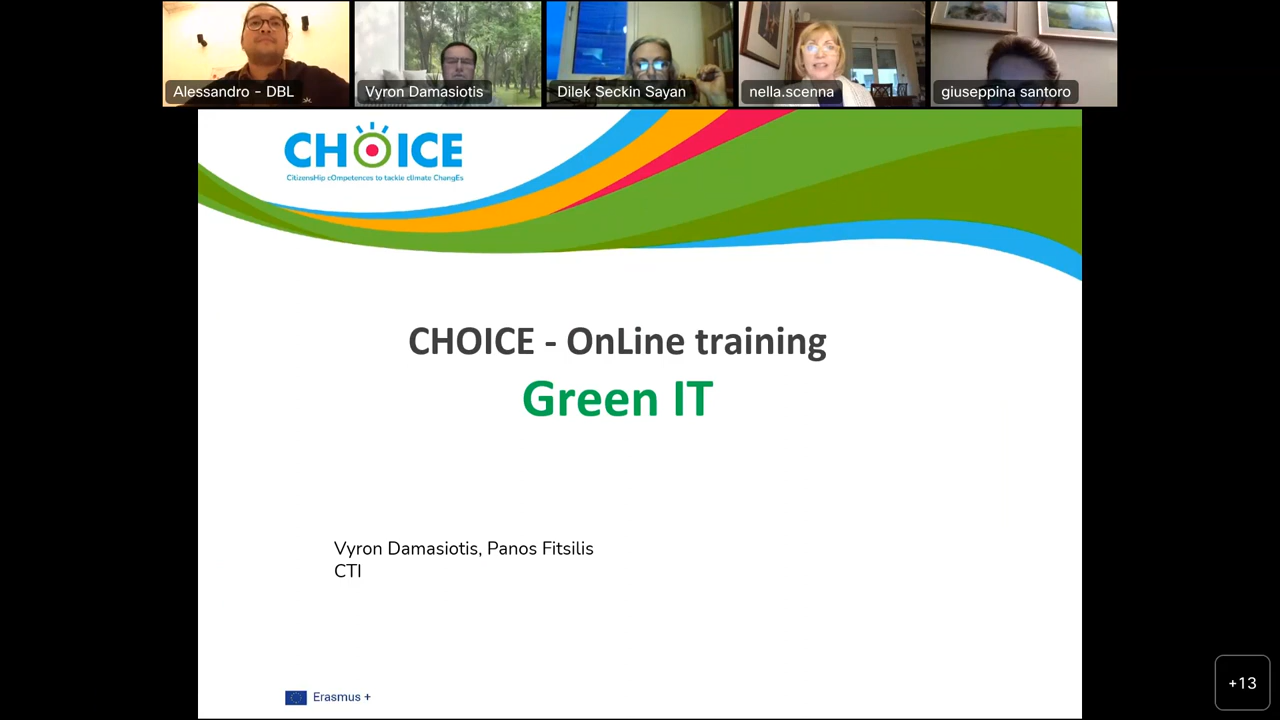 Alessandro - DBL
Vyron Damasiotis
Dilek Seckin Sayan
nella.scenna
giuseppina santoro
CHOICE
CitizensHip cOmpetences to tackle clImate ChangEs
CHOICE - OnLine training
Green IT
Vyron Damasiotis, Panos Fitsilis
CTI
Erasmus +
+13